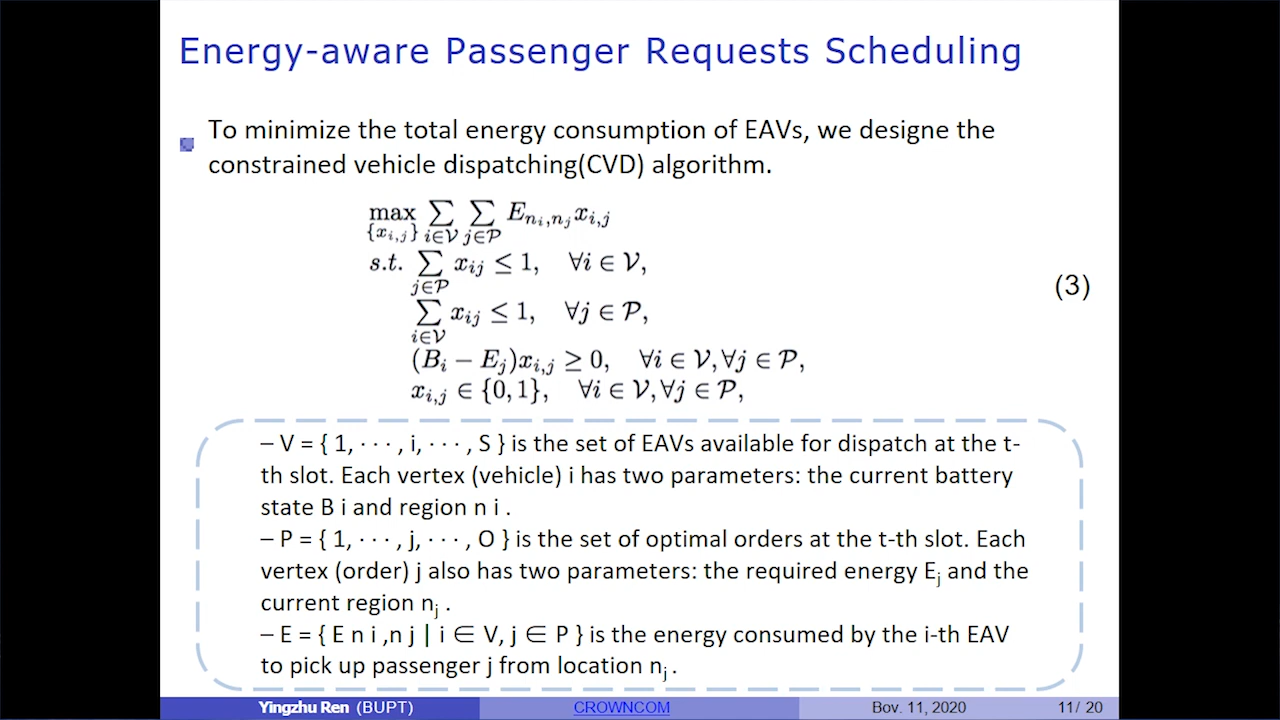 Energy-aware Passenger Requests Scheduling
To minimize the total energy consumption of EAVs, we designe the
constrained vehicle dispatching(CVD) algorithm.
max_{\{x_{i,j}\}} ∑_{i∈𝒱} ∑_{j∈𝒫} E_{n_i,n_j} x_{i,j}
s.t. ∑_{j∈𝒫} x_{ij} ≤ 1, ∀i ∈ 𝒱,
(3)
∑_{i∈𝒱} x_{ij} ≤ 1, ∀j ∈ 𝒫,
(B_i − E_j)x_{i,j} ≥ 0, ∀i ∈ 𝒱, ∀j ∈ 𝒫,
x_{i,j} ∈ {0, 1}, ∀i ∈ 𝒱, ∀j ∈ 𝒫,
– V = { 1, · · · , i, · · · , S } is the set of EAVs available for dispatch at the t-
th slot. Each vertex (vehicle) i has two parameters: the current battery
state B i and region n i .
– P = { 1, · · · , j, · · · , O } is the set of optimal orders at the t-th slot. Each
vertex (order) j also has two parameters: the required energy E_j and the
current region n_j .
– E = { E n i ,n j | i ∈ V, j ∈ P } is the energy consumed by the i-th EAV
to pick up passenger j from location n_j .
Yingzhu Ren (BUPT) CROWNCOM Bov. 11, 2020 11/ 20